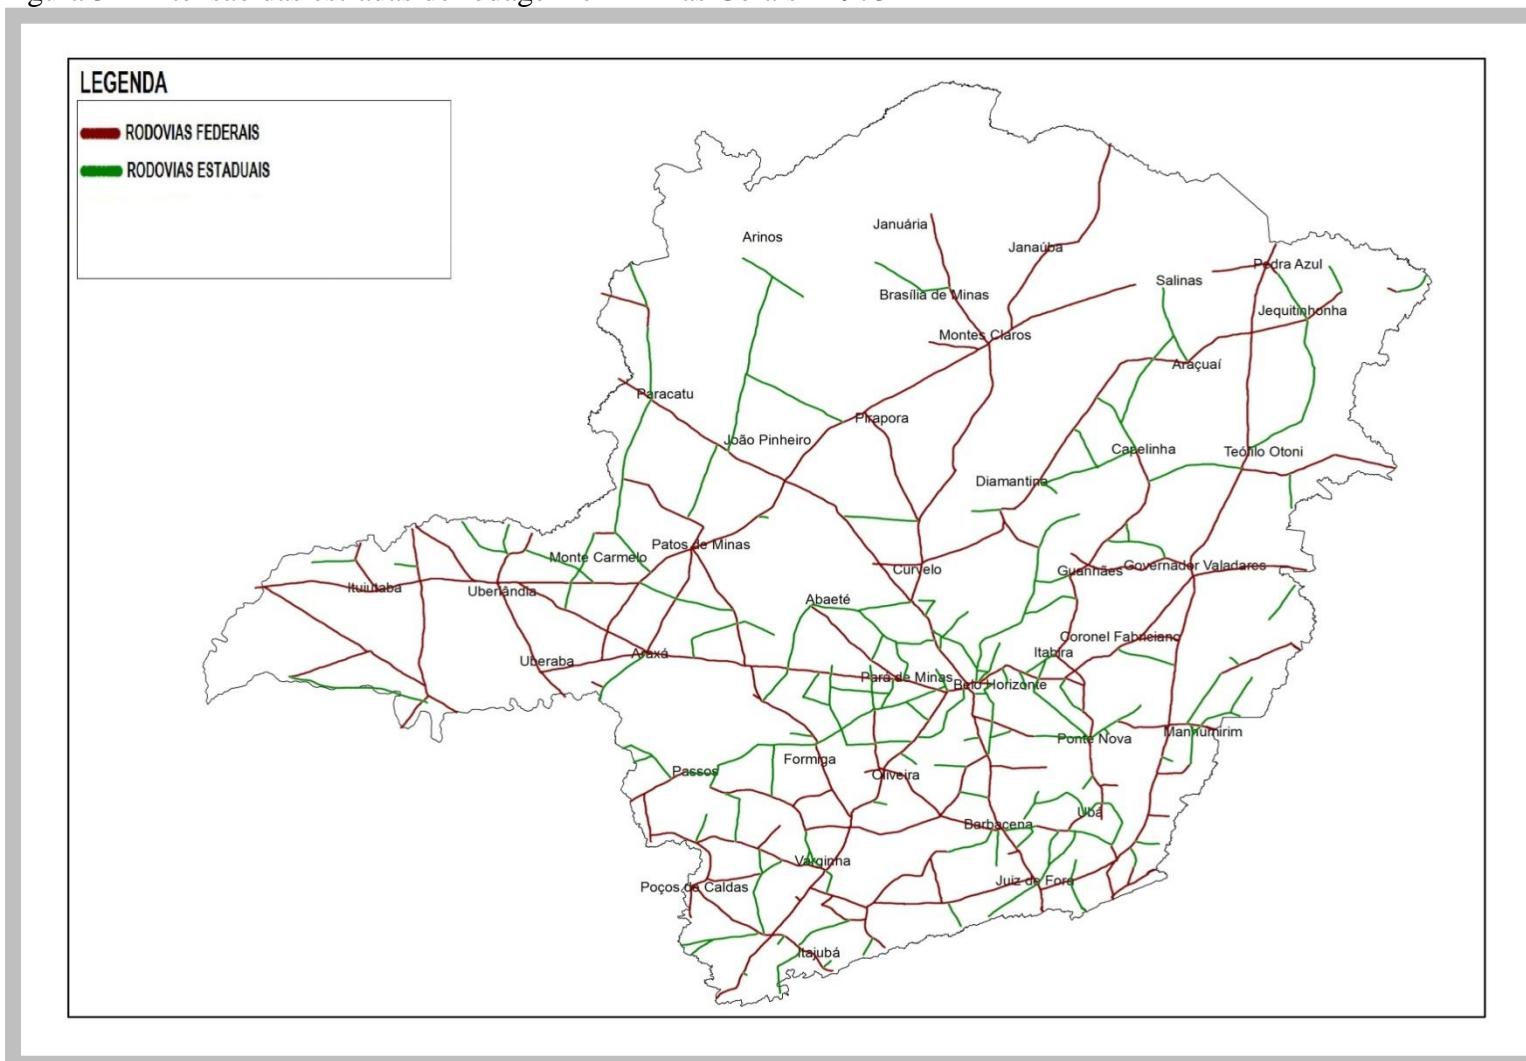 LEGENDA
RODOVIAS FEDERAIS
RODOVIAS ESTADUAIS
Arinos
Januária
Janaúba
Pedra Azul
Salinas
Brasília de Minas
Jequitinhonha
Montes Claros
Araçuaí
Paracatu
Pirapora
João Pinheiro
Capelinha
Teófilo Otoni
Diamantina
Patos de Minas
Monte Carmelo
Curvelo
Guanhães
Governador Valadares
Ituiutaba
Uberlândia
Abaeté
Coronel Fabriciano
Itabira
Araxá
Uberaba
Pará de Minas
Belo Horizonte
Manhumirim
Ponte Nova
Formiga
Passos
Oliveira
Ubá
Barbacena
Varginha
Juiz de Fora
Poços de Caldas
Itajubá